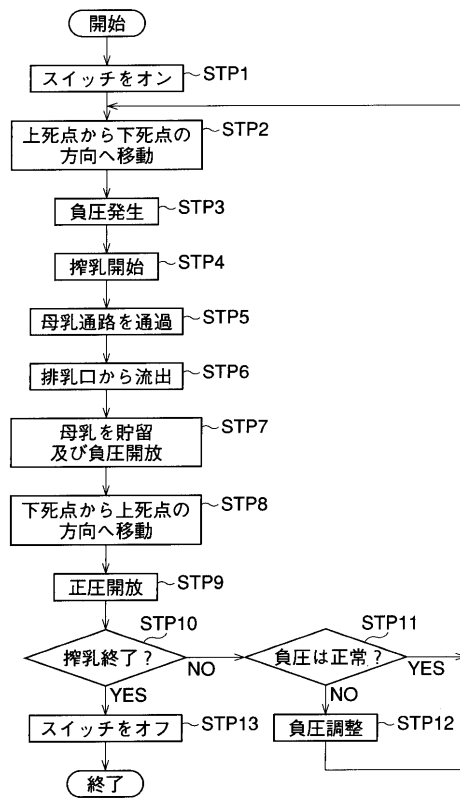 開始
スイッチをオン
STP1
上死点から下死点の
方向へ移動
STP2
負圧発生
STP3
搾乳開始
STP4
母乳通路を通過
STP5
排乳口から流出
STP6
母乳を貯留
及び負圧開放
STP7
下死点から上死点の
方向へ移動
STP8
正圧開放
STP9
STP10
搾乳終了？
NO
YES
STP11
負圧は正常？
YES
NO
スイッチをオフ
STP13
負圧調整
STP12
終了